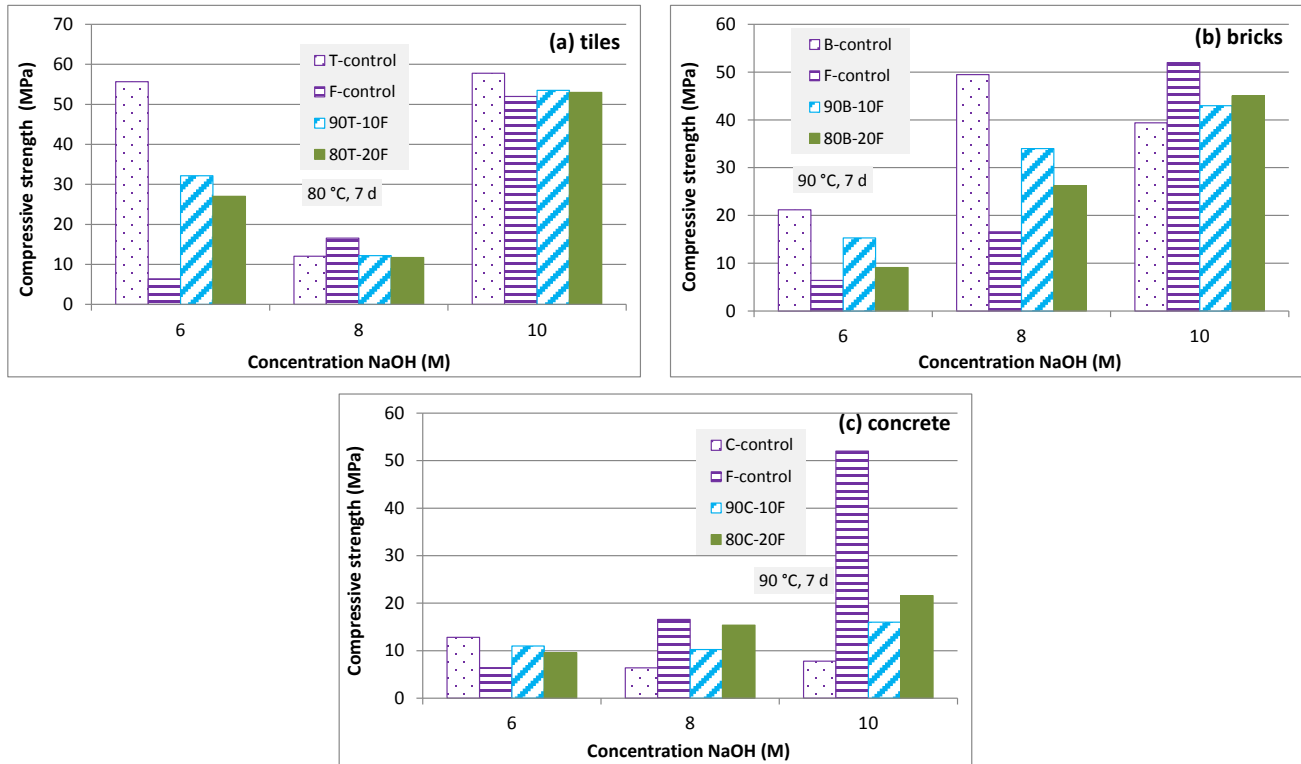 (a) tiles
Compressive strength (MPa)
70
60
50
40
30
20
10
0
T-control
F-control
90T-10F
80T-20F
80 °C, 7 d
6 8 10
Concentration NaOH (M)
(b) bricks
Compressive strength (MPa)
60
50
40
30
20
10
0
B-control
F-control
90B-10F
80B-20F
90 °C, 7 d
6 8 10
Concentration NaOH (M)
(c) concrete
Compressive strength (MPa)
60
50
40
30
20
10
0
C-control
F-control
90C-10F
80C-20F
90 °C, 7 d
6 8 10
Concentration NaOH (M)